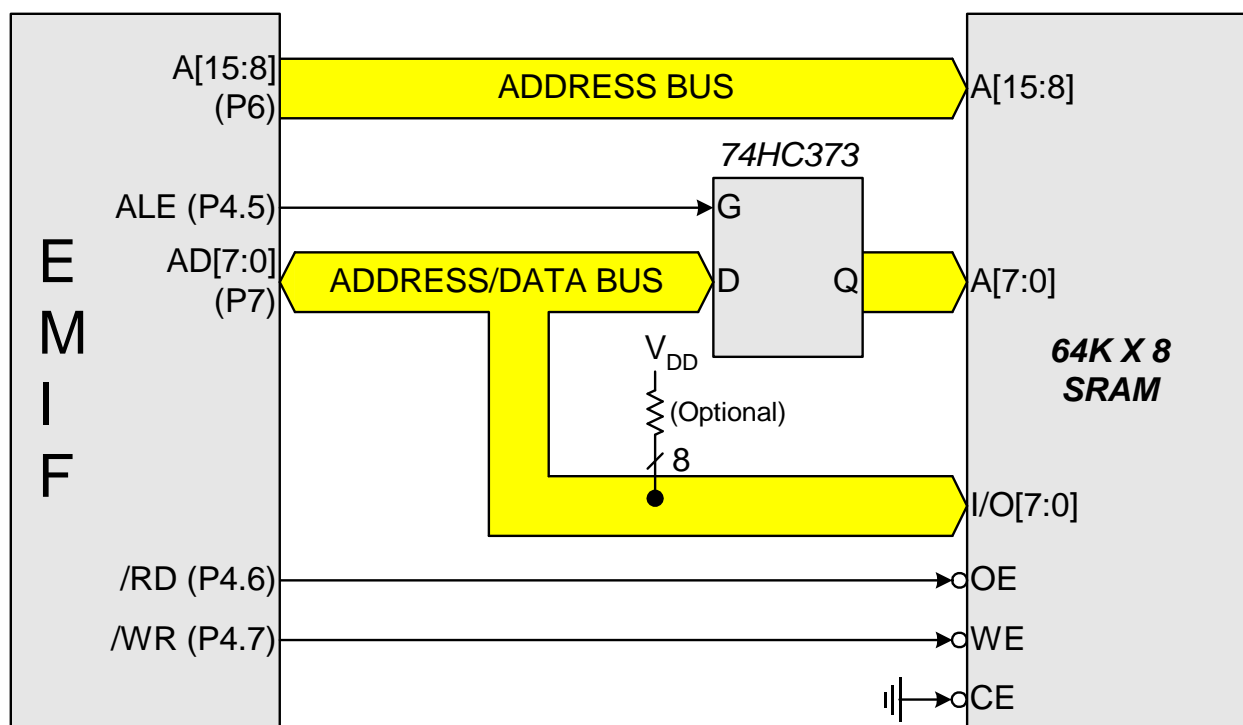 A[15:8]
(P6)
ADDRESS BUS
A[15:8]
74HC373
ALE (P4.5)
G
E
M
I
F
AD[7:0]
(P7)
ADDRESS/DATA BUS
D
Q
A[7:0]
64K X 8
SRAM
VDD
(Optional)
8
I/O[7:0]
/RD (P4.6)
OE
/WR (P4.7)
WE
CE